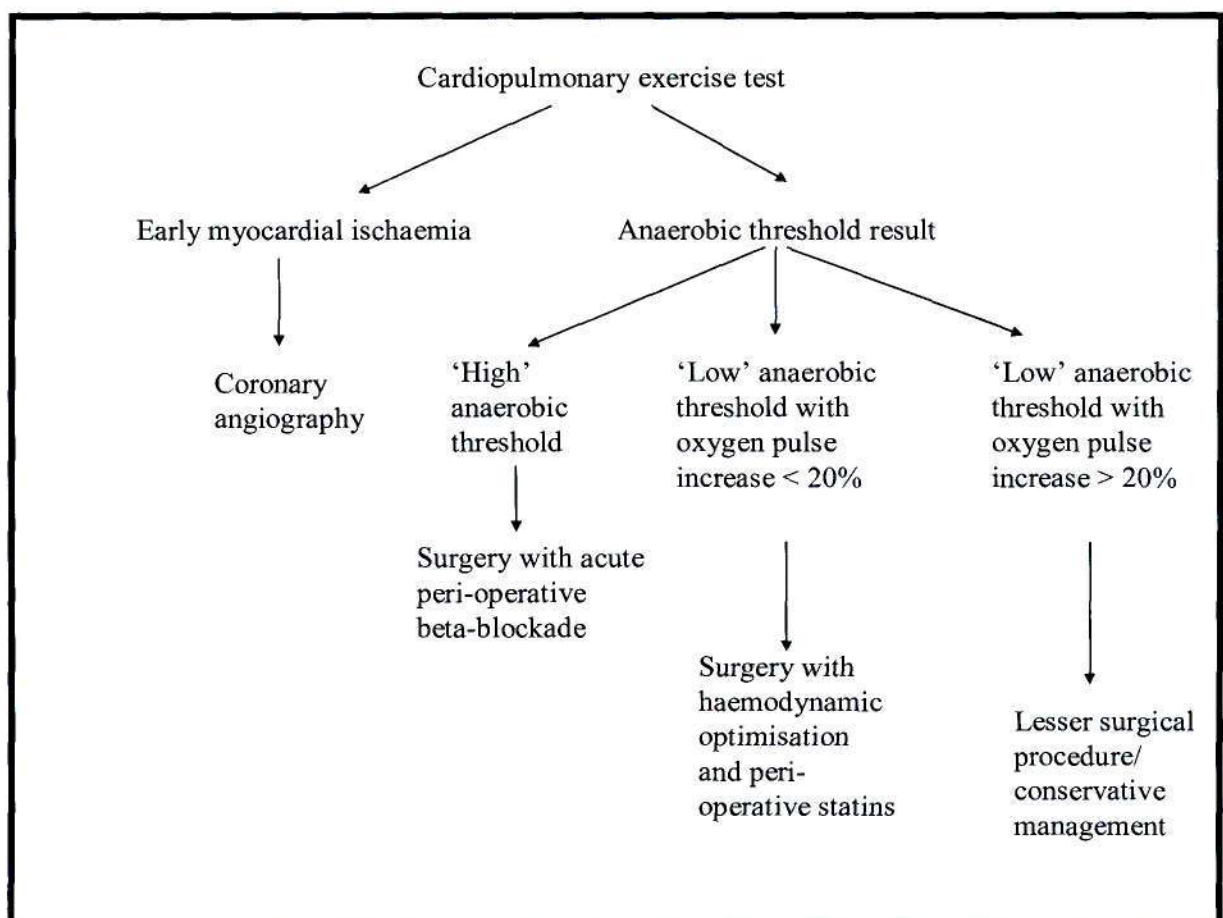 Cardiopulmonary exercise test
Early myocardial ischaemia
Anaerobic threshold result
Coronary
angiography
‘High’
anaerobic
threshold
‘Low’ anaerobic
threshold with
oxygen pulse
increase < 20%
‘Low’ anaerobic
threshold with
oxygen pulse
increase > 20%
Surgery with acute
peri-operative
beta-blockade
Surgery with
haemodynamic
optimisation
and peri-
operative statins
Lesser surgical
procedure/
conservative
management